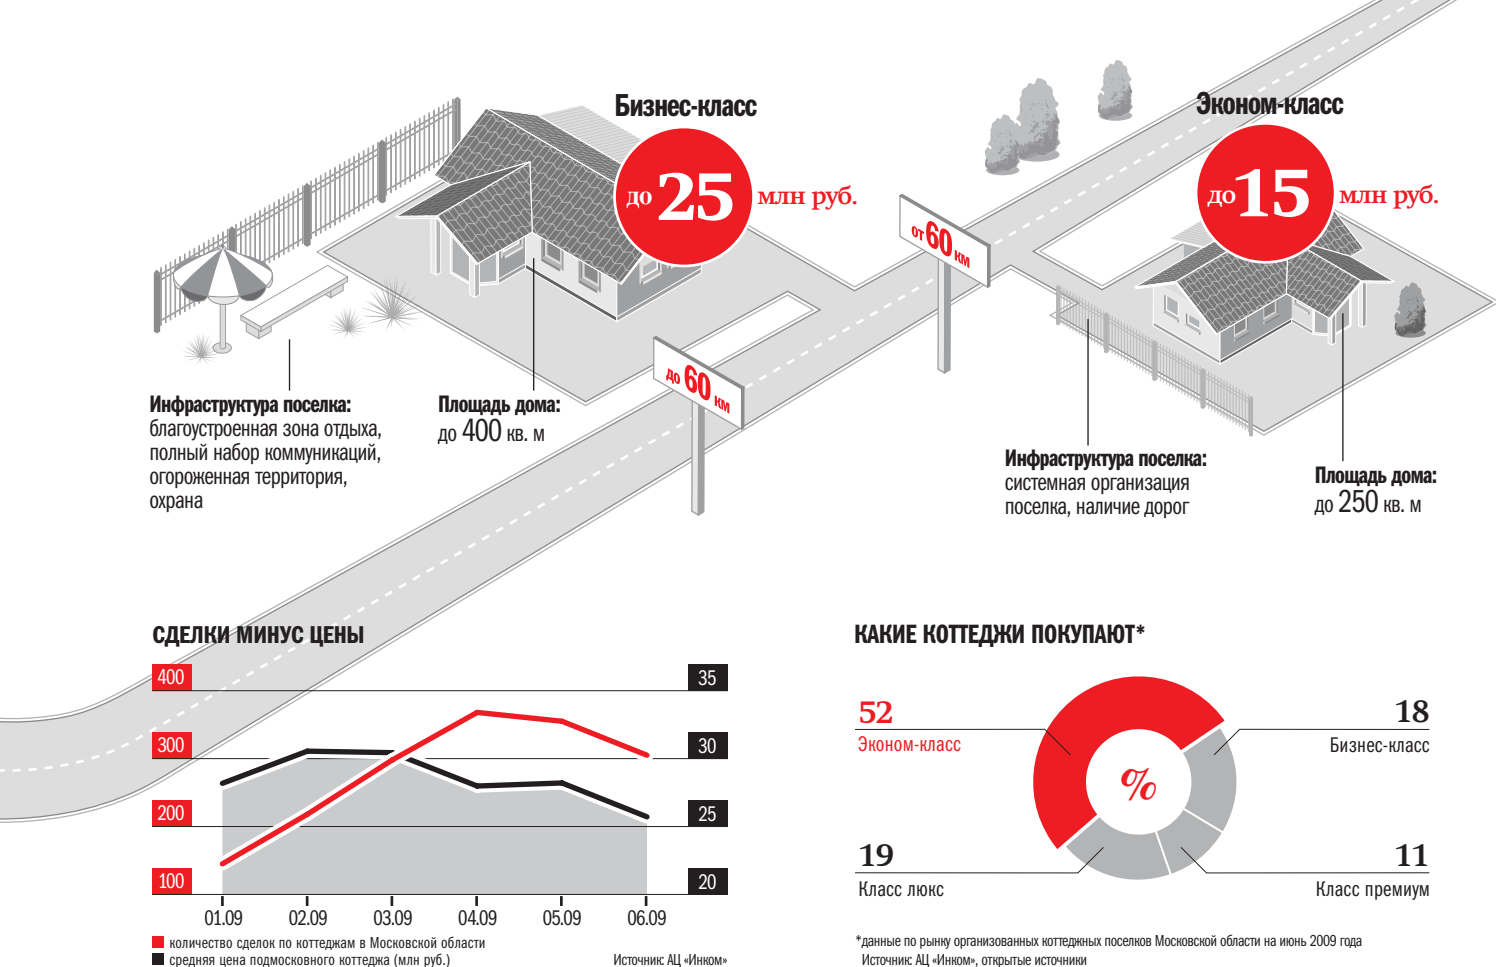 Бизнес-класс
до 25 млн руб.
Эконом-класс
до 15 млн руб.
от 60 км
до 60 км
Инфраструктура поселка:
благоустроенная зона отдыха,
полный набор коммуникаций,
огороженная территория,
охрана
Площадь дома:
до 400 кв. м
Инфраструктура поселка:
системная организация
поселка, наличие дорог
Площадь дома:
до 250 кв. м
СДЕЛКИ МИНУС ЦЕНЫ
400 35
300 30
200 25
100 20
01.09 02.09 03.09 04.09 05.09 06.09
количество сделок по коттеджам в Московской области
средняя цена подмосковного коттеджа (млн руб.)
Источник: АЦ «Инком»
КАКИЕ КОТТЕДЖИ ПОКУПАЮТ*
52
Эконом-класс
18
Бизнес-класс
%
19
Класс люкс
11
Класс премиум
*данные по рынку организованных коттеджных поселков Московской области на июнь 2009 года
Источник: АЦ «Инком», открытые источники